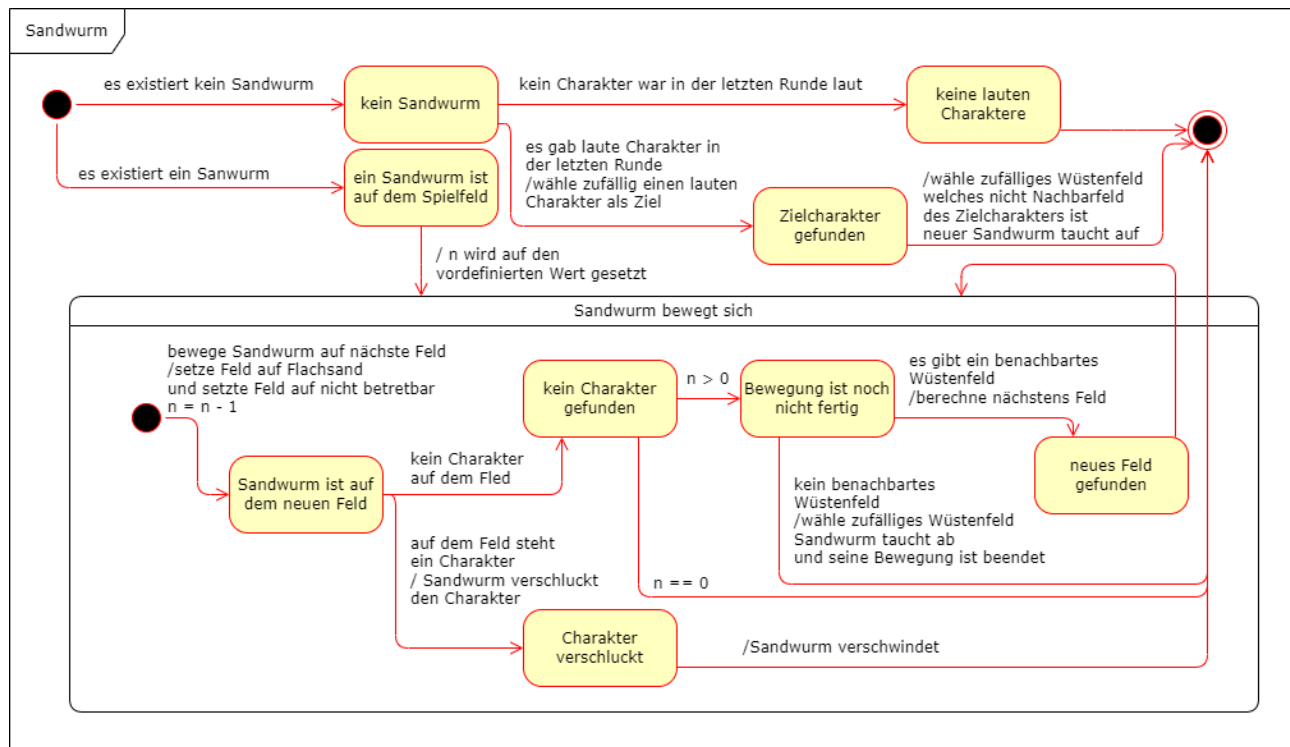 Sandwurm
es existiert kein Sandwurm
kein Sandwurm
kein Charakter war in der letzten Runde laut
keine lauten
Charaktere
es existiert ein Sanwurm
ein Sandwurm ist
auf dem Spielfeld
es gab laute Charakter in
der letzten Runde
/wähle zufällig einen lauten
Charakter als Ziel
Zielcharakter
gefunden
/wähle zufälliges Wüstenfeld
welches nicht Nachbarfeld
des Zielcharakters ist
neuer Sandwurm taucht auf
/ n wird auf den
vordefinierten Wert gesetzt
Sandwurm bewegt sich
bewege Sandwurm auf nächste Feld
/setze Feld auf Flachsand
und setzte Feld auf nicht betretbar
n = n - 1
Sandwurm ist auf
dem neuen Feld
kein Charakter
auf dem Fled
kein Charakter
gefunden
n > 0
Bewegung ist noch
nicht fertig
es gibt ein benachbartes
Wüstenfeld
/berechne nächstens Feld
neues Feld
gefunden
kein benachbartes
Wüstenfeld
/wähle zufälliges Wüstenfeld
Sandwurm taucht ab
und seine Bewegung ist beendet
n == 0
auf dem Feld steht
ein Charakter
/ Sandwurm verschluckt
den Charakter
Charakter
verschluckt
/Sandwurm verschwindet